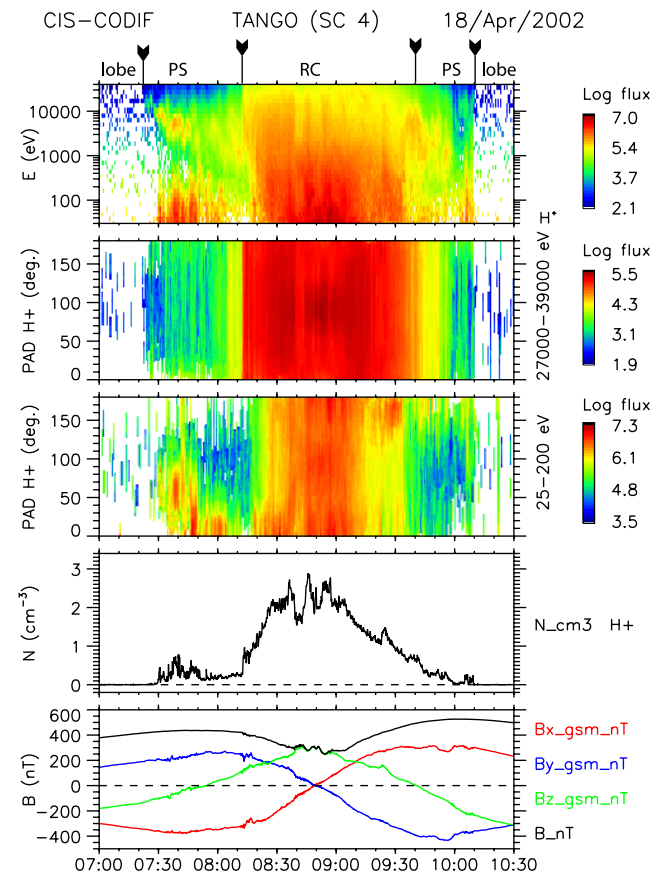 CIS−CODIF TANGO (SC 4) 18/Apr/2002
lobe PS RC PS lobe
E (eV)
10000
1000
100
Log flux
7.0
5.3
3.7
2.1
H⁺
PAD H+ (deg.)
150
100
50
0
27000−39000 eV
Log flux
5.5
4.3
3.1
1.9
PAD H+ (deg.)
150
100
50
0
25−200 eV
Log flux
7.3
6.1
4.8
3.5
N (cm⁻³)
3
2
1
0
N_cm3 H+
B (nT)
600
400
200
0
−200
−400
Bx_gsm_nT
By_gsm_nT
Bz_gsm_nT
B_nT
07:00 07:30 08:00 08:30 09:00 09:30 10:00 10:30